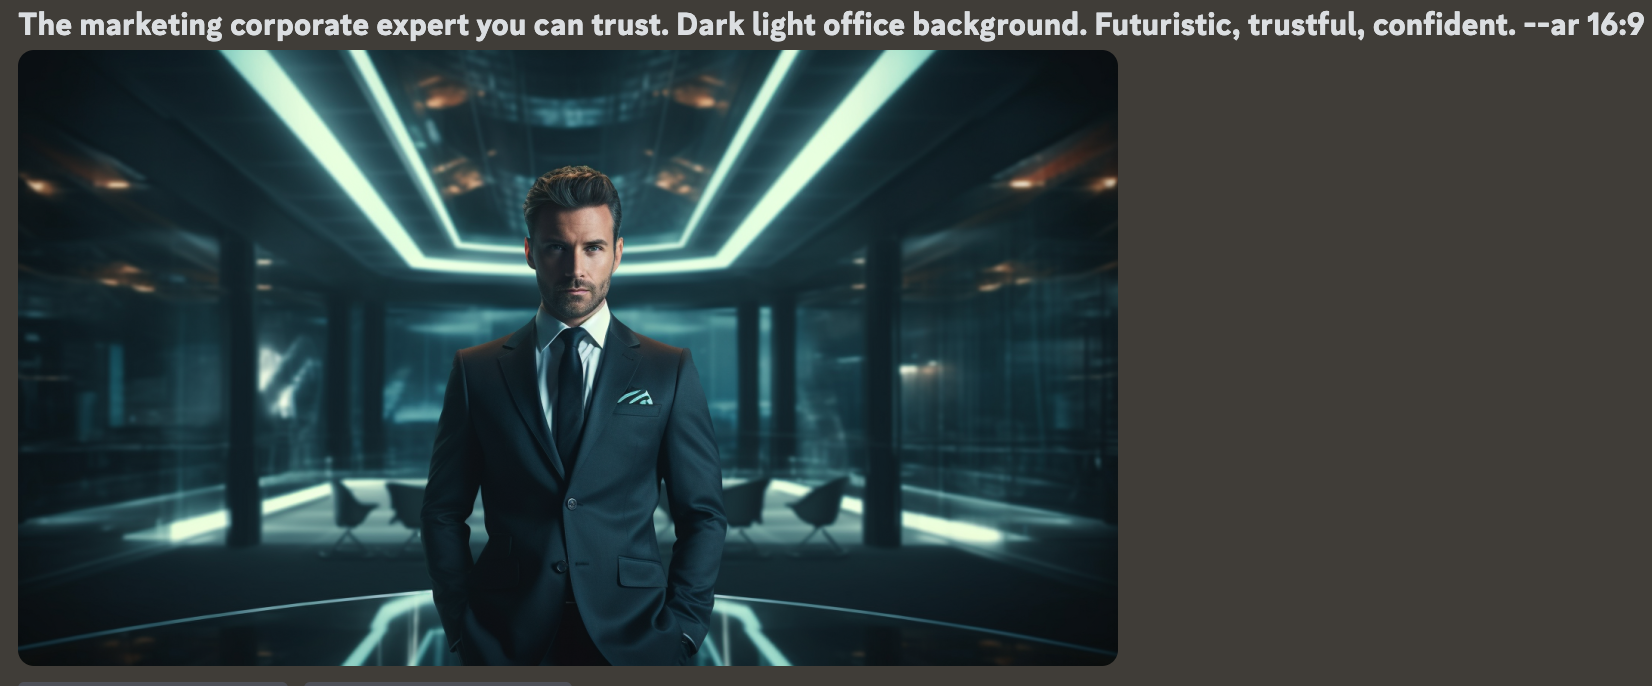 The marketing corporate expert you can trust. Dark light office background. Futuristic, trustful, confident. --ar 16:9